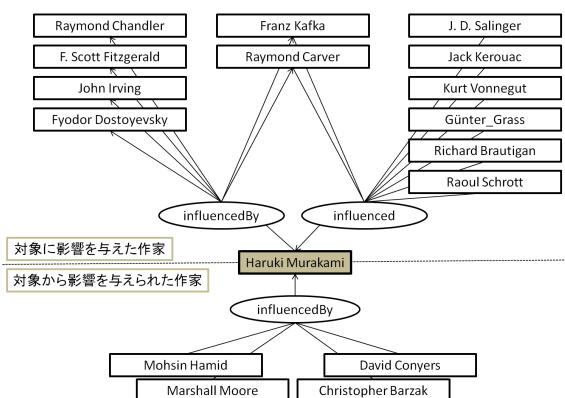 Raymond Chandler
Franz Kafka
J. D. Salinger
F. Scott Fitzgerald
Raymond Carver
Jack Kerouac
John Irving
Kurt Vonnegut
Fyodor Dostoyevsky
Günter_Grass
Richard Brautigan
Raoul Schrott
influencedBy
influenced
対象に影響を与えた作家
Haruki Murakami
対象から影響を与えられた作家
influencedBy
Mohsin Hamid
David Conyers
Marshall Moore
Christopher Barzak